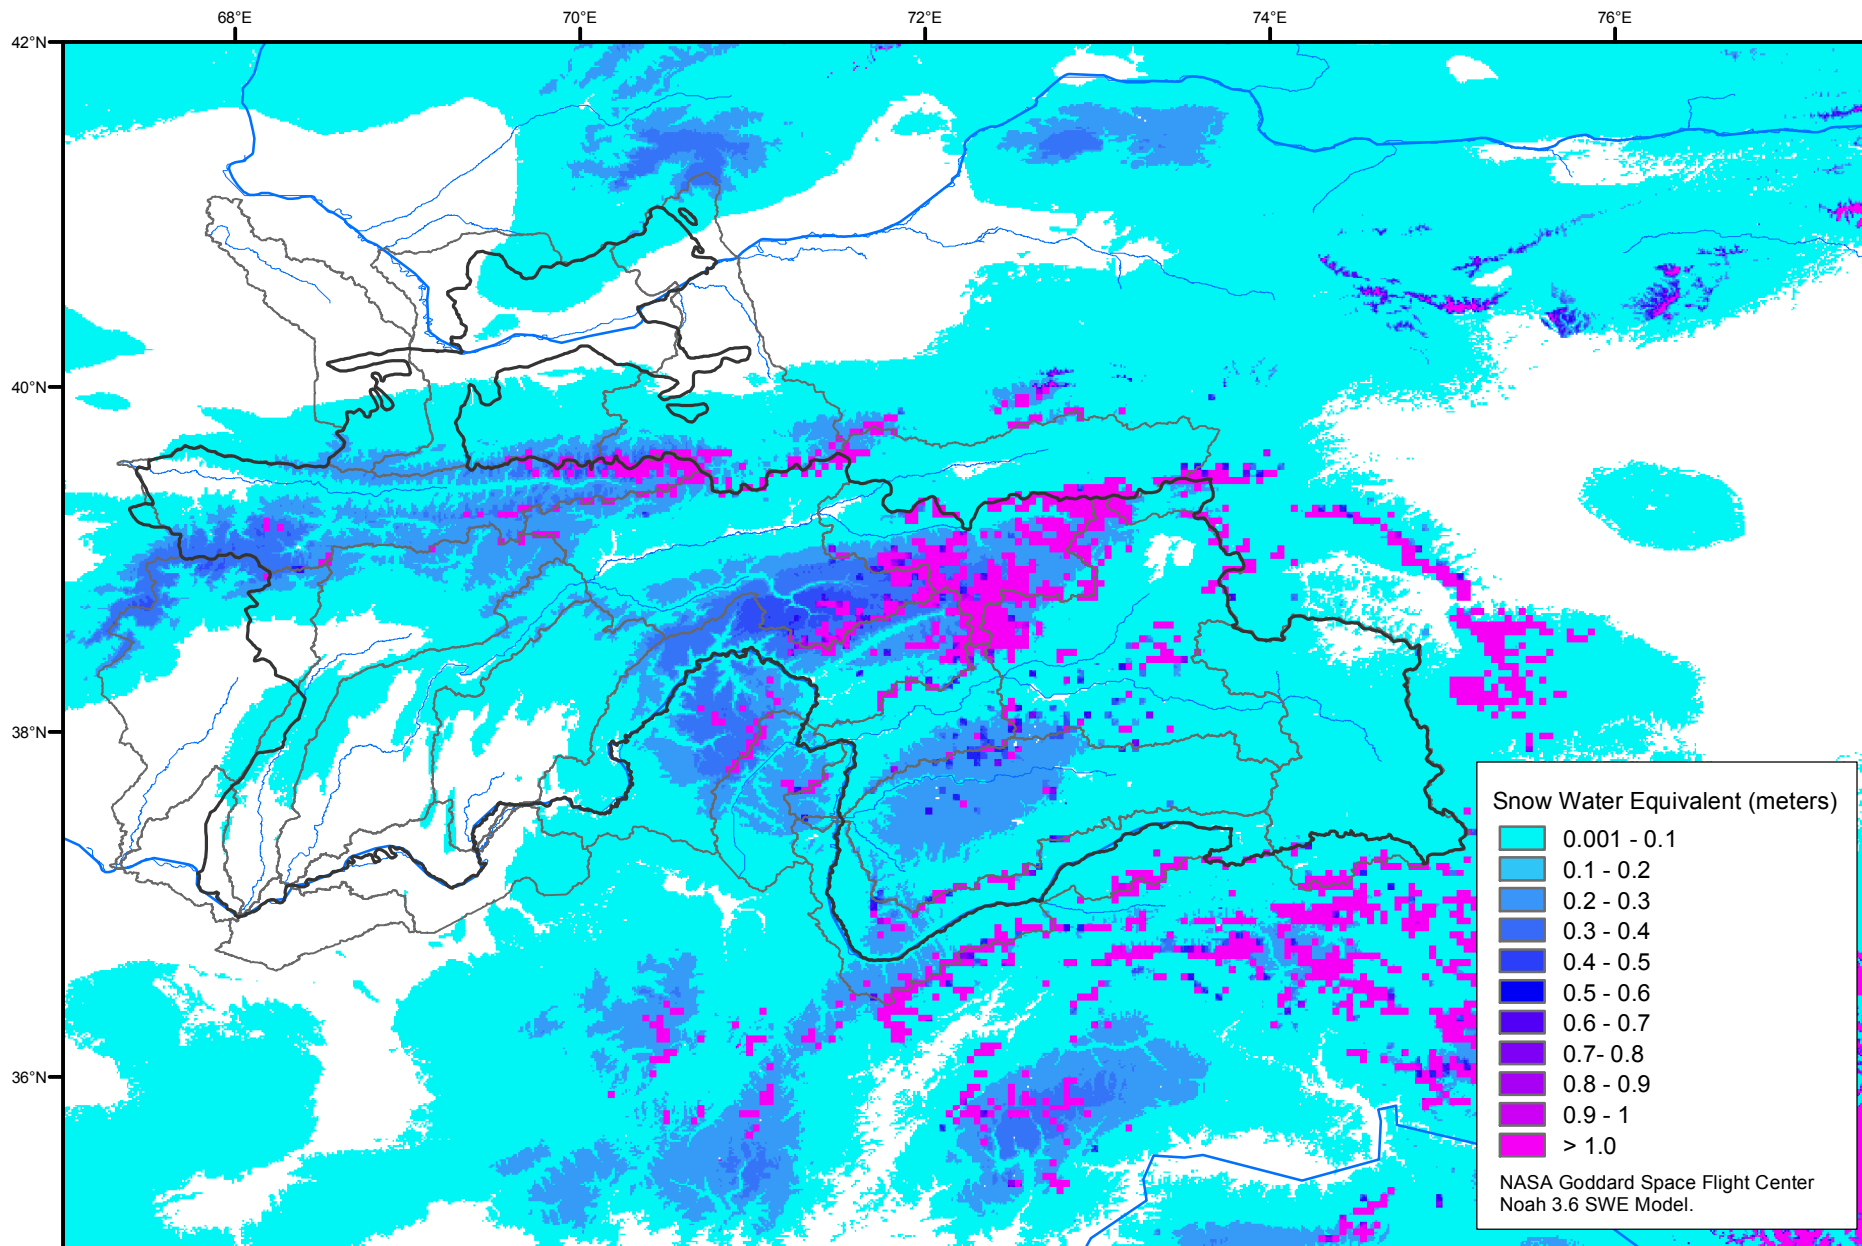 68°E 70°E 72°E 74°E 76°E
42°N
40°N
38°N
36°N
Snow Water Equivalent (meters)
0.001 - 0.1
0.1 - 0.2
0.2 - 0.3
0.3 - 0.4
0.4 - 0.5
0.5 - 0.6
0.6 - 0.7
0.7- 0.8
0.8 - 0.9
0.9 - 1
> 1.0
NASA Goddard Space Flight Center
Noah 3.6 SWE Model.